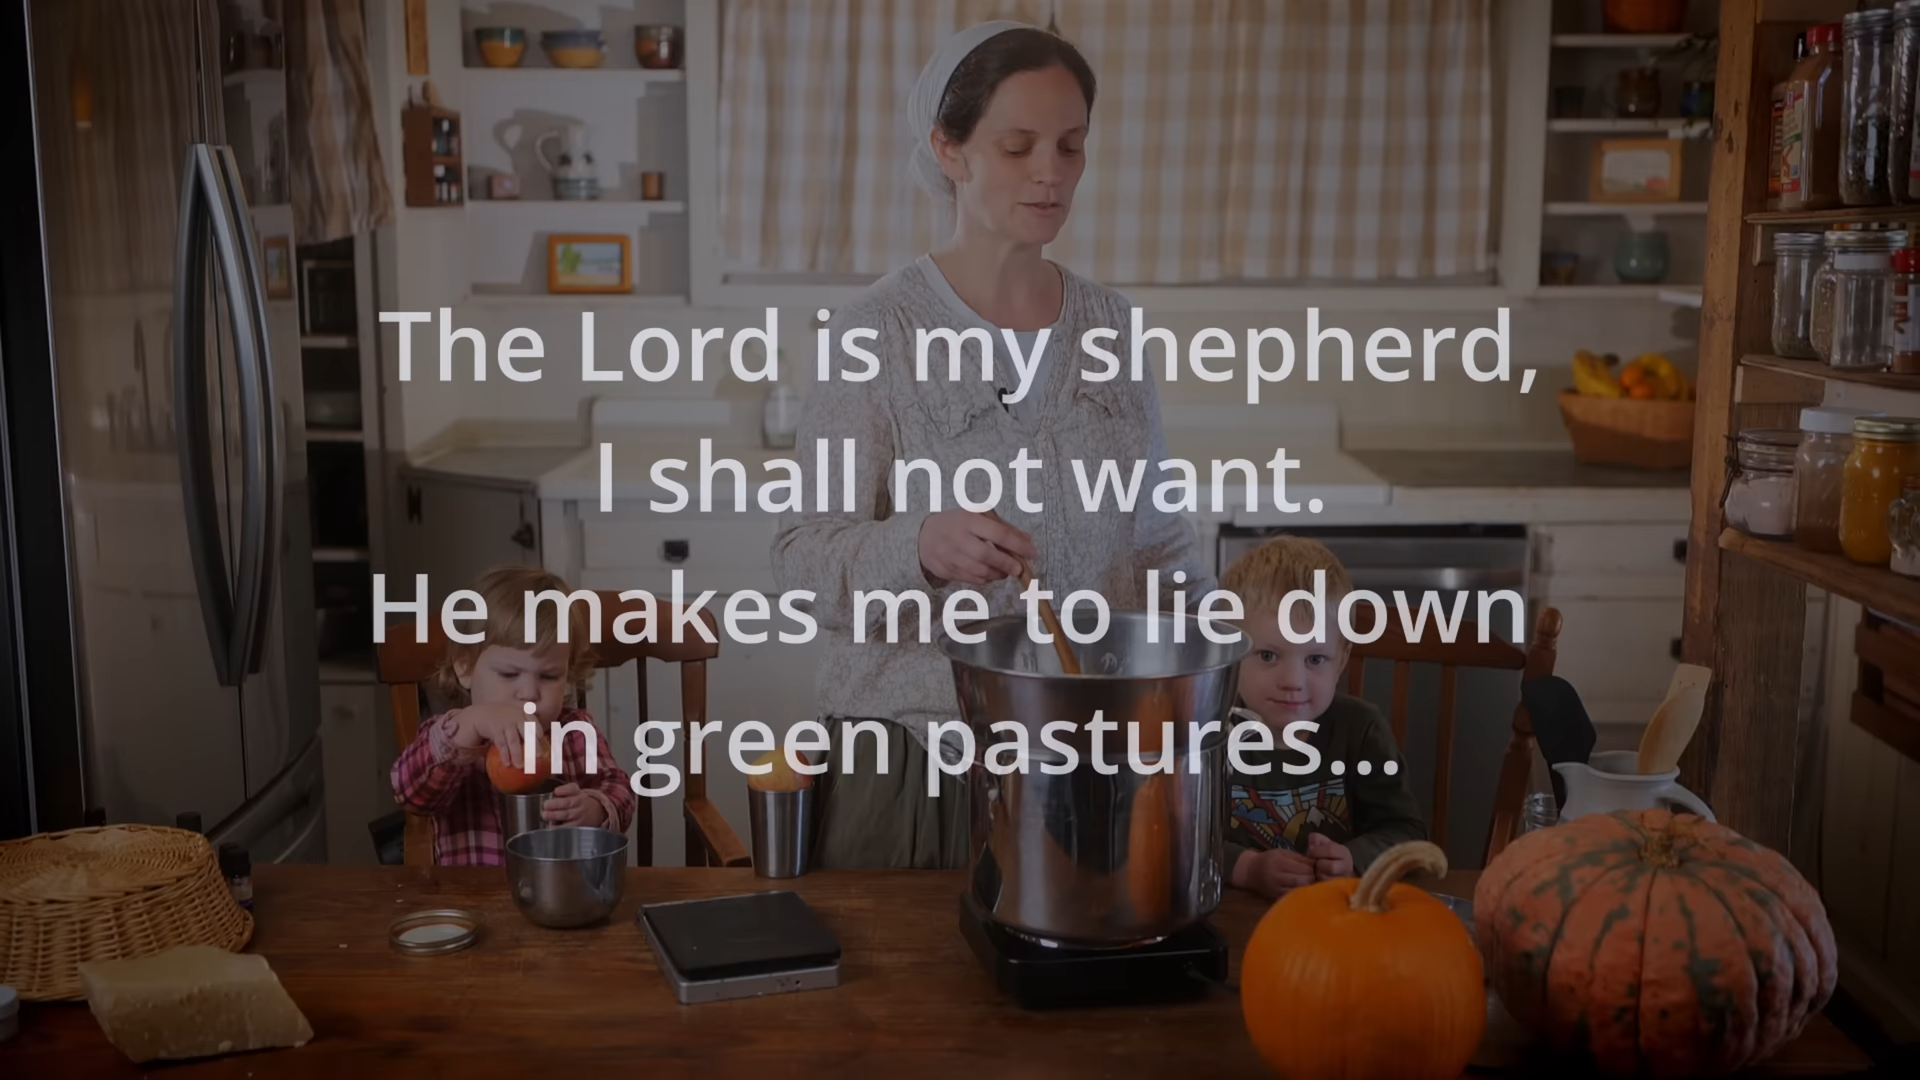 The Lord is my shepherd,
I shall not want.
He makes me to lie down
in green pastures...